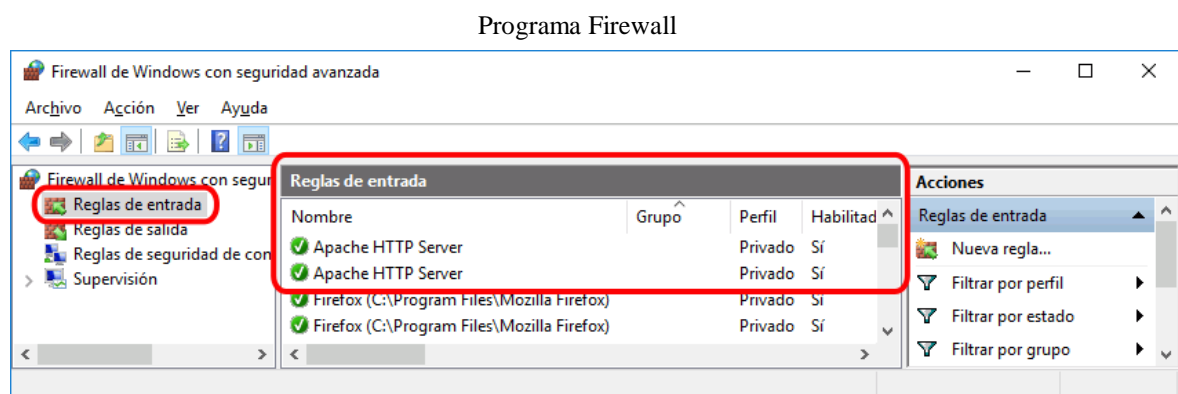 Programa Firewall
Firewall de Windows con seguridad avanzada
Archivo Acción Ver Ayuda
Firewall de Windows con segur
Reglas de entrada
Reglas de salida
Reglas de seguridad de con
Supervisión
Reglas de entrada
Nombre Grupo Perfil Habilitad
Apache HTTP Server Privado Sí
Apache HTTP Server Privado Sí
Firefox (C:\Program Files\Mozilla Firefox) Privado Sí
Firefox (C:\Program Files\Mozilla Firefox) Privado Sí
Acciones
Reglas de entrada
Nueva regla...
Filtrar por perfil
Filtrar por estado
Filtrar por grupo